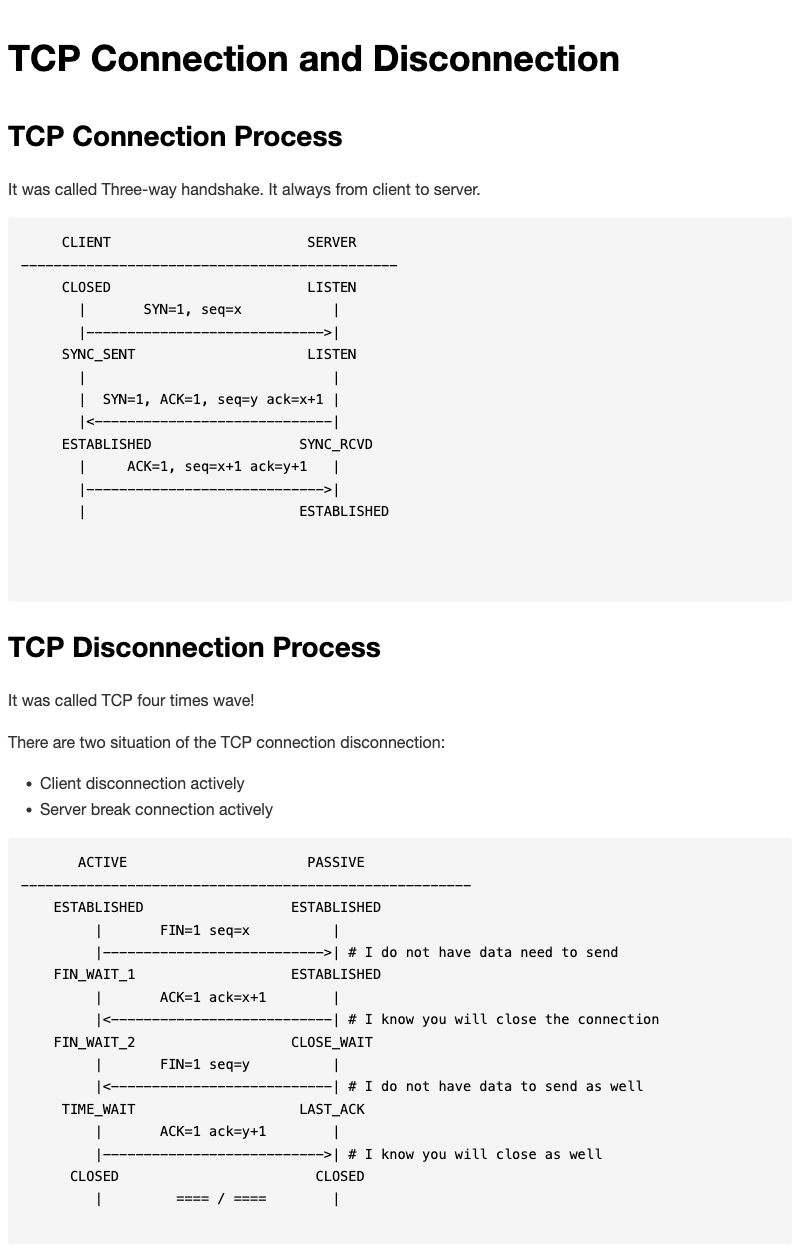 TCP Connection and Disconnection
TCP Connection Process
It was called Three-way handshake. It always from client to server.
     CLIENT                        SERVER
----------------------------------------------
     CLOSED                        LISTEN
       |       SYN=1, seq=x           |
       |----------------------------->|
     SYNC_SENT                     LISTEN
       |                              |
       |  SYN=1, ACK=1, seq=y ack=x+1 |
       |<-----------------------------|
     ESTABLISHED                  SYNC_RCVD
       |     ACK=1, seq=x+1 ack=y+1   |
       |----------------------------->|
       |                          ESTABLISHED
TCP Disconnection Process
It was called TCP four times wave!
There are two situation of the TCP connection disconnection:
• Client disconnection actively
• Server break connection actively
       ACTIVE                      PASSIVE
-------------------------------------------------------
    ESTABLISHED                  ESTABLISHED
         |       FIN=1 seq=x          |
         |--------------------------->| # I do not have data need to send
    FIN_WAIT_1                   ESTABLISHED
         |       ACK=1 ack=x+1        |
         |<---------------------------| # I know you will close the connection
    FIN_WAIT_2                   CLOSE_WAIT
         |       FIN=1 seq=y          |
         |<---------------------------| # I do not have data to send as well
     TIME_WAIT                    LAST_ACK
         |       ACK=1 ack=y+1        |
         |--------------------------->| # I know you will close as well
      CLOSED                        CLOSED
         |         ==== / ====        |